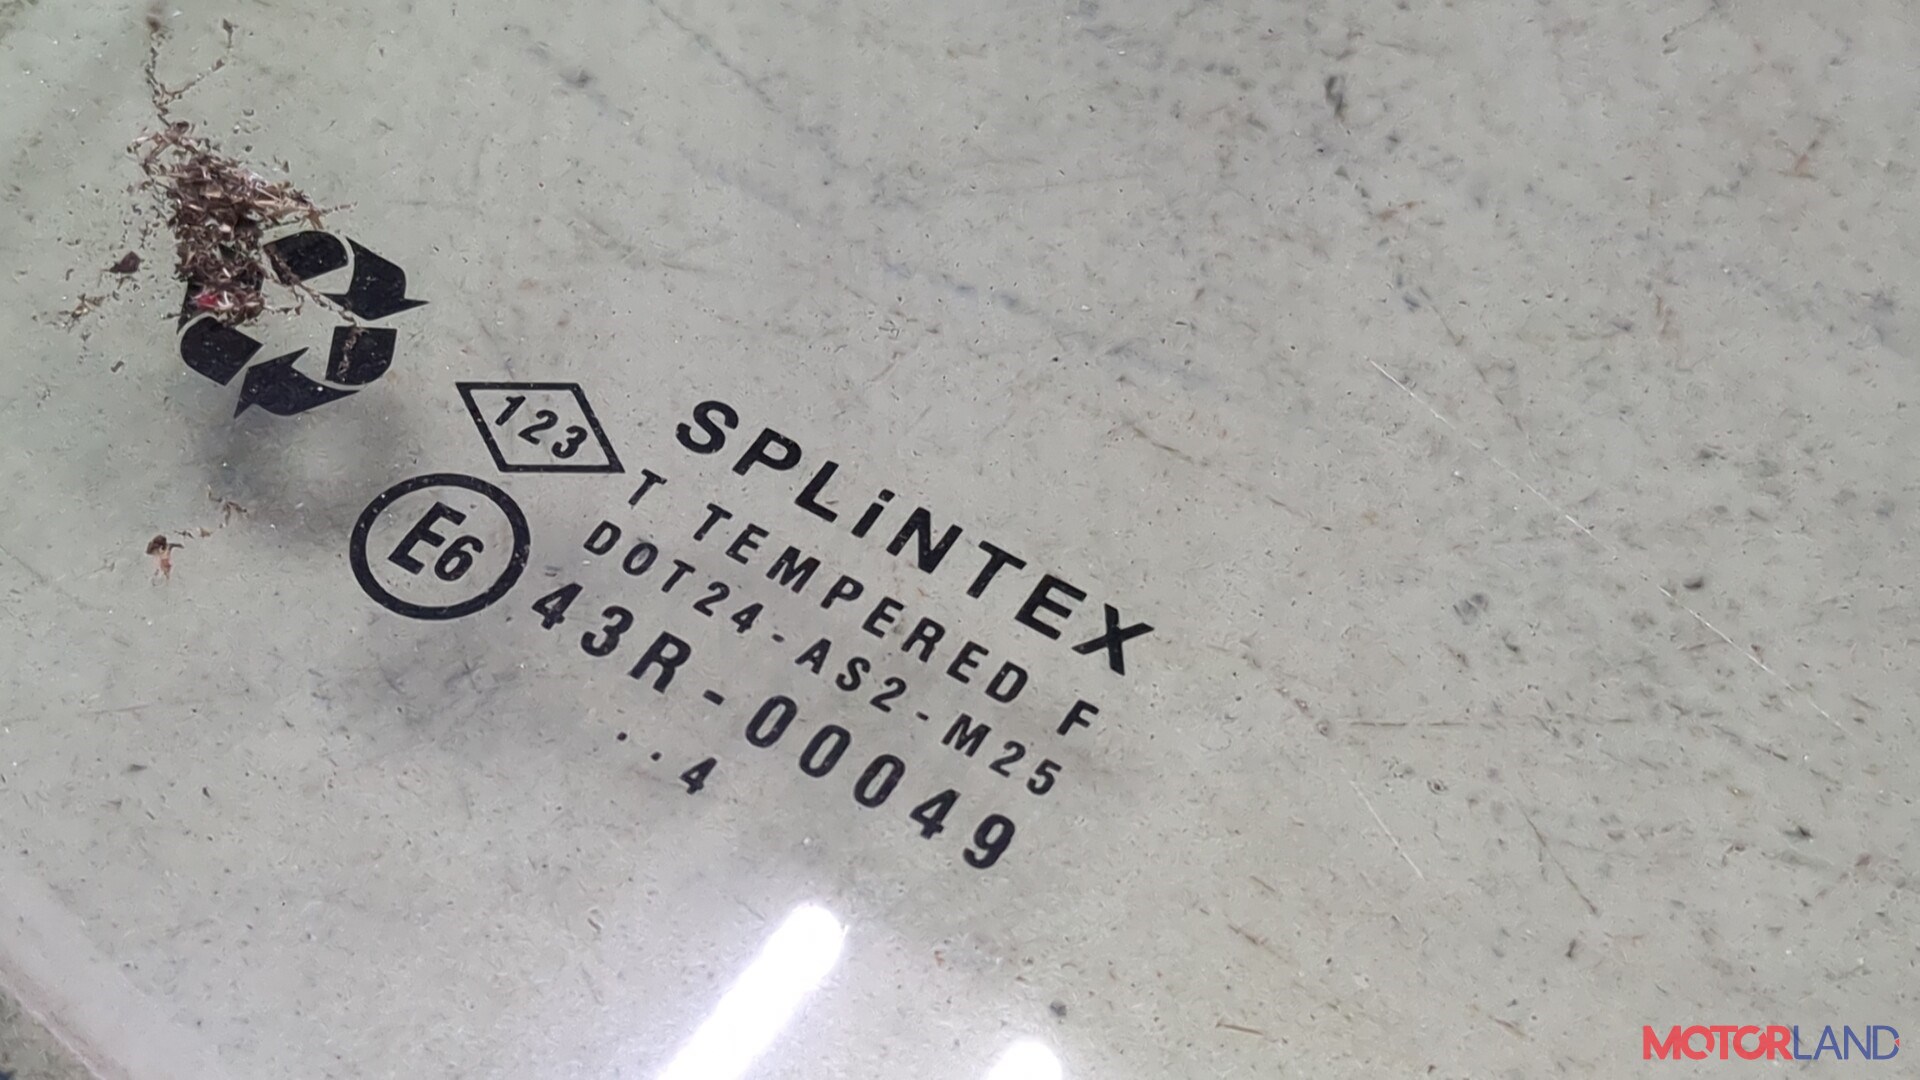 123
SPLiNTEX
T TEMPERED F
DOT24-AS2-M25
E6
43R-00049
..4
MOTORLAND